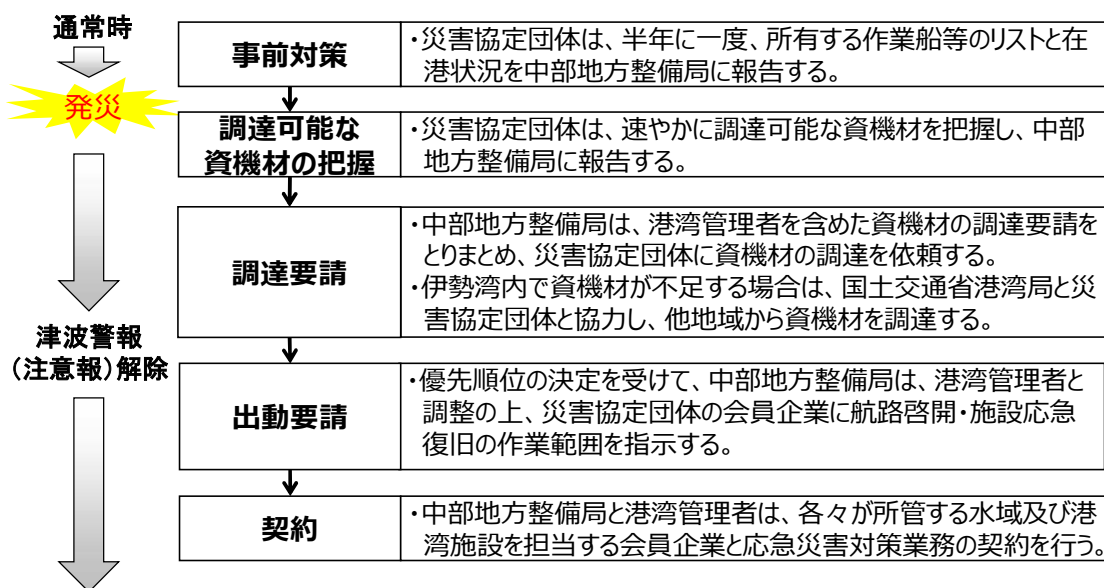 通常時
発災
津波警報
（注意報）解除
事前対策
・災害協定団体は、半年に一度、所有する作業船等のリストと在
港状況を中部地方整備局に報告する。
調達可能な
資機材の把握
・災害協定団体は、速やかに調達可能な資機材を把握し、中部
地方整備局に報告する。
調達要請
・中部地方整備局は、港湾管理者を含めた資機材の調達要請を
とりまとめ、災害協定団体に資機材の調達を依頼する。
・伊勢湾内で資機材が不足する場合は、国土交通省港湾局と災
害協定団体と協力し、他地域から資機材を調達する。
出動要請
・優先順位の決定を受けて、中部地方整備局は、港湾管理者と
調整の上、災害協定団体の会員企業に航路啓開・施設応急
復旧の作業範囲を指示する。
契約
・中部地方整備局と港湾管理者は、各々が所管する水域及び港
湾施設を担当する会員企業と応急災害対策業務の契約を行う。